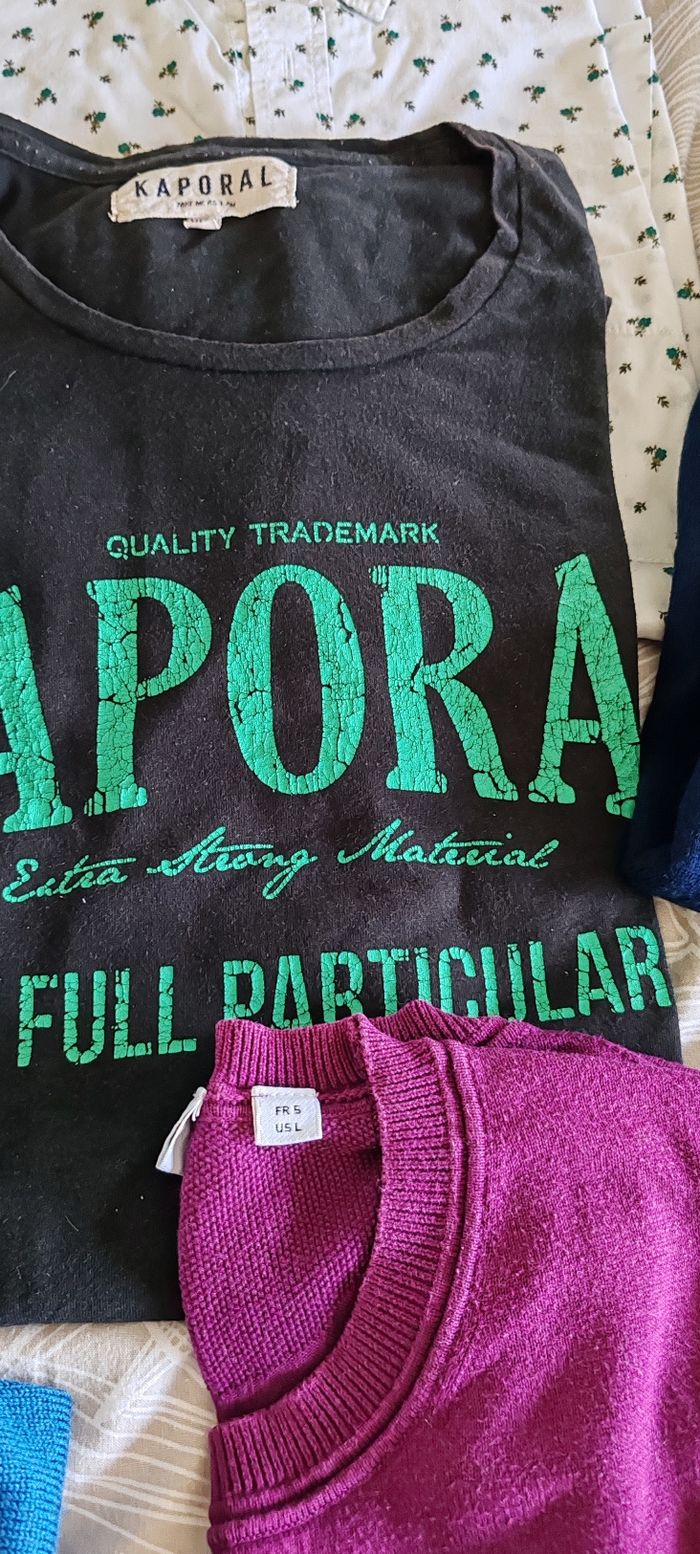 KAPORAL
QUALITY TRADEMARK
APORA
Extra Strong Material
FULL PARTICULAR
FR 5
US L